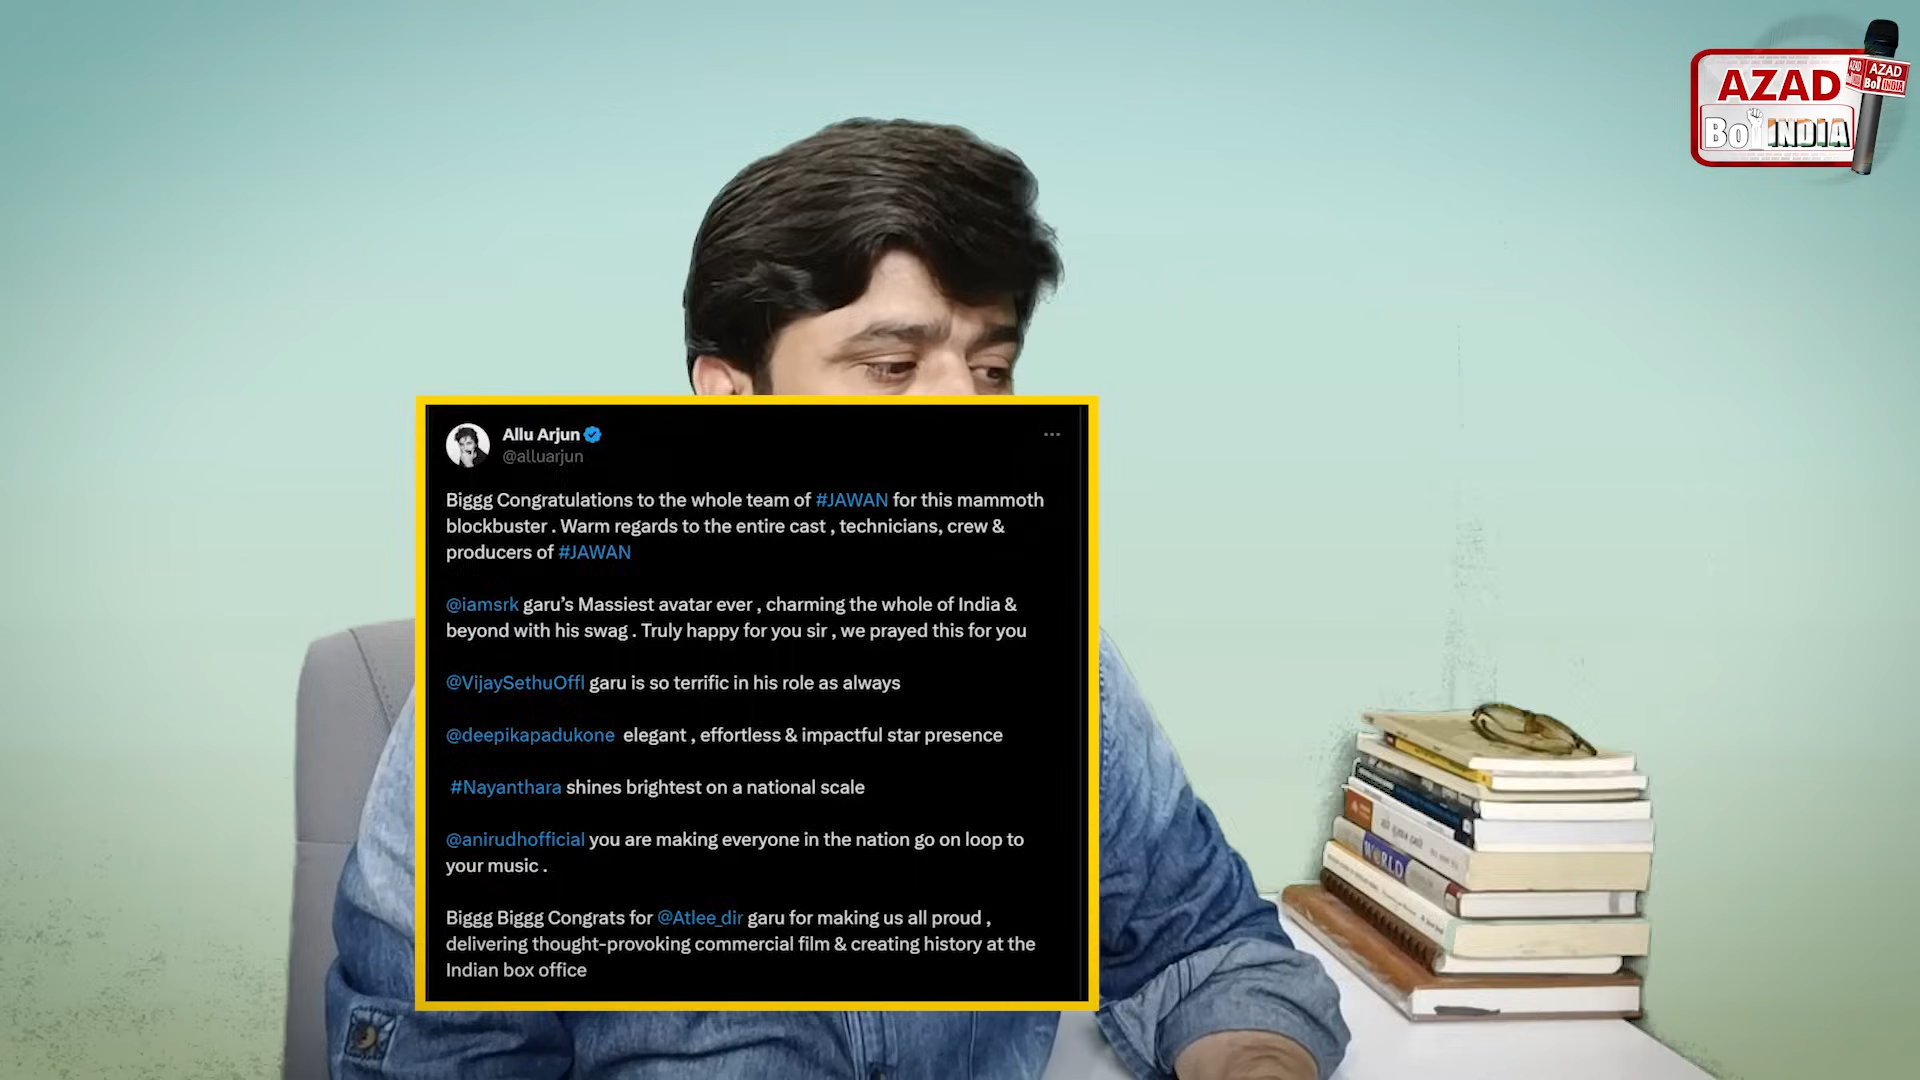 AZAD
Bol INDIA
AZAD
Bol INDIA
Allu Arjun
@alluarjun
Biggg Congratulations to the whole team of #JAWAN for this mammoth
blockbuster . Warm regards to the entire cast , technicians, crew &
producers of #JAWAN
@iamsrk garu’s Massiest avatar ever , charming the whole of India &
beyond with his swag . Truly happy for you sir , we prayed this for you
@VijaySethuOffl garu is so terrific in his role as always
@deepikapadukone elegant , effortless & impactful star presence
#Nayanthara shines brightest on a national scale
@anirudhofficial you are making everyone in the nation go on loop to
your music .
Biggg Biggg Congrats for @Atlee_dir garu for making us all proud ,
delivering thought-provoking commercial film & creating history at the
Indian box office
WORLD